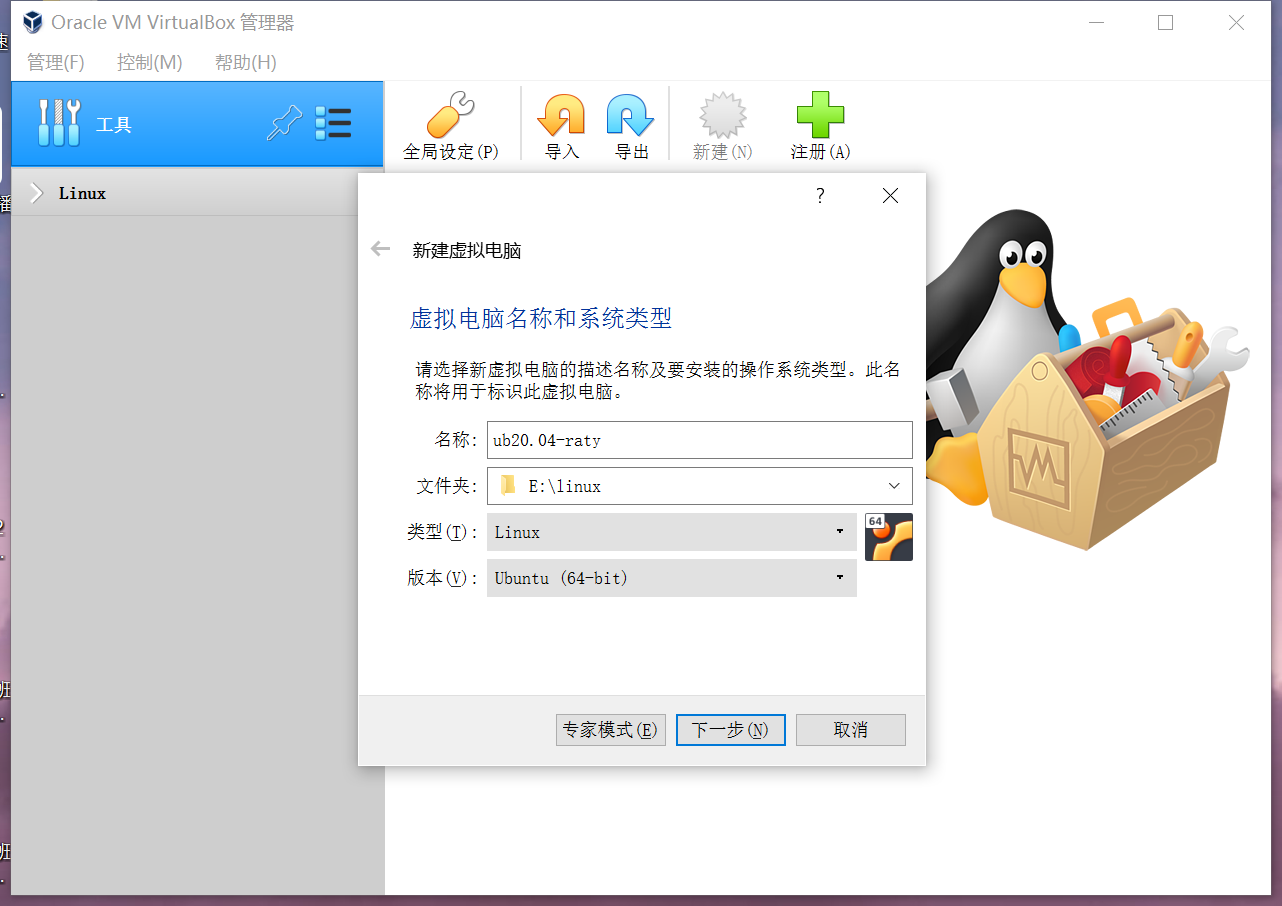 Oracle VM VirtualBox 管理器
管理(F) 控制(M) 帮助(H)
工具
全局设定(P) 导入 导出 新建(N) 注册(A)
Linux
?
新建虚拟电脑
虚拟电脑名称和系统类型
请选择新虚拟电脑的描述名称及要安装的操作系统类型。此名
称将用于标识此虚拟电脑。
名称: ub20.04-raty
文件夹: E:\linux
类型(T): Linux
64
版本(V): Ubuntu (64-bit)
专家模式(E) 下一步(N) 取消